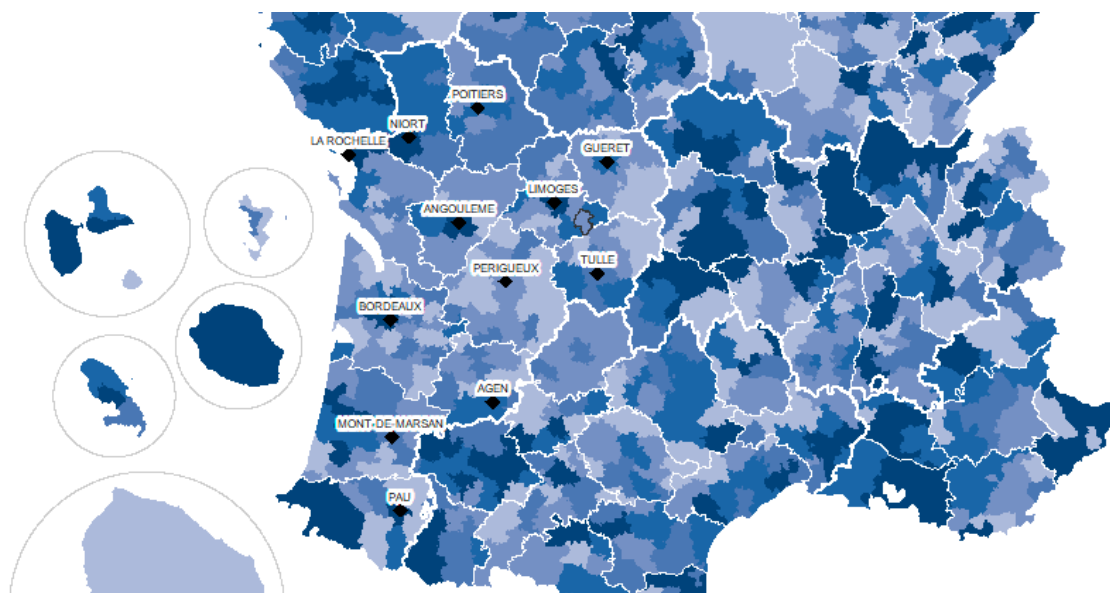 POITIERS
NIORT
LA ROCHELLE
GUERET
LIMOGES
ANGOULEME
TULLE
PERIGUEUX
BORDEAUX
AGEN
MONT-DE-MARSAN
PAU